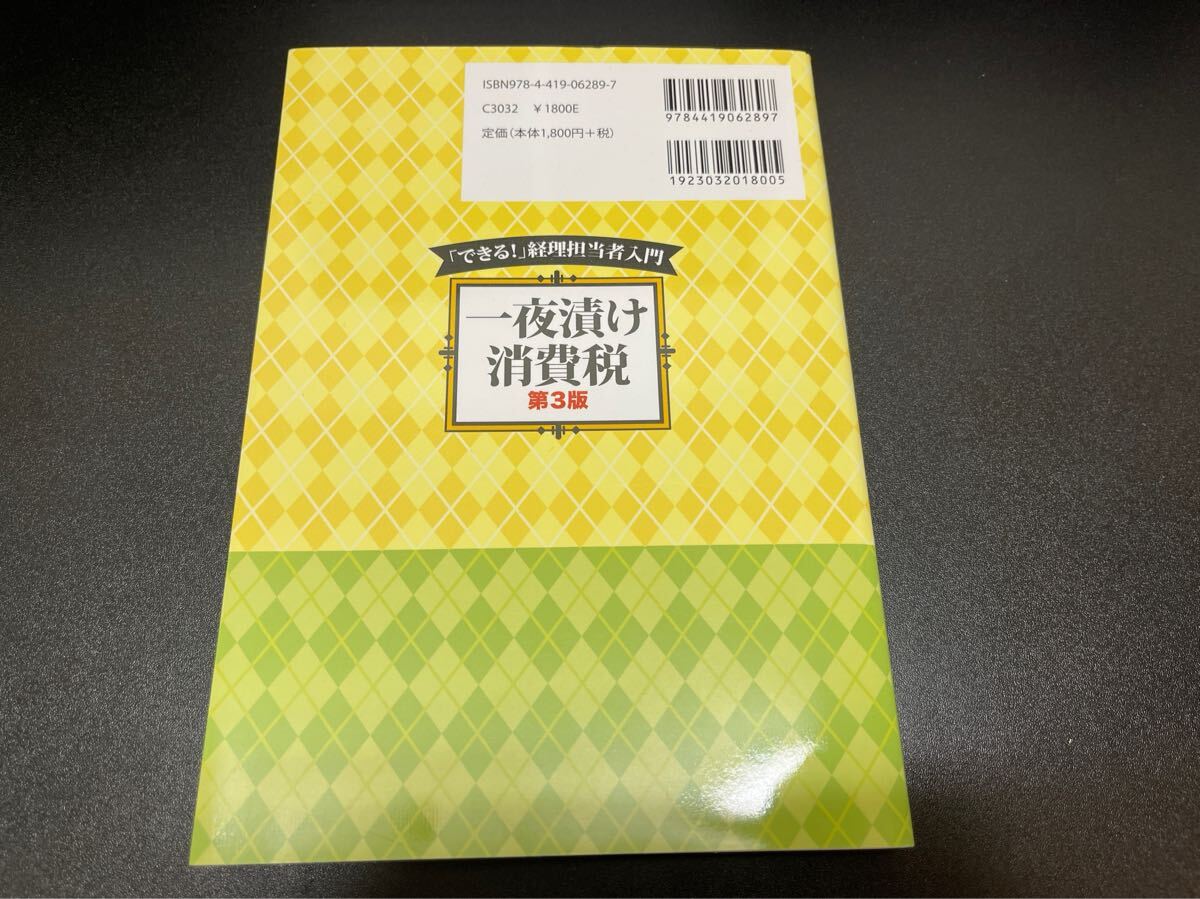 ISBN978-4-419-06289-7
C3032 ￥1800E
定価(本体1,800円＋税)
9784419062897
1923032018005
「できる!」経理担当者入門
一夜漬け
消費税
第3版